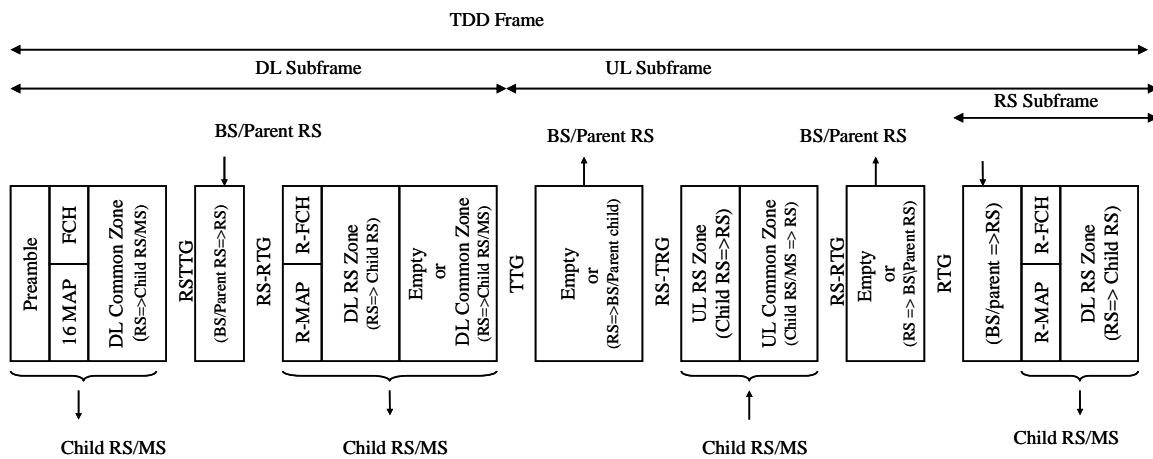 TDD Frame
DL Subframe
UL Subframe
RS Subframe
BS/Parent RS
BS/Parent RS
BS/Parent RS
Preamble
FCH
16 MAP
DL Common Zone
(RS=>Child RS/MS)
RSTTG
(BS/Parent RS=>RS)
RS-RTG
R-FCH
R-MAP
DL RS Zone
(RS=> Child RS)
Empty
or
DL Common Zone
(RS=>Child RS/MS)
TTG
Empty
or
(RS=>BS/Parent child)
RS-TRG
UL RS Zone
(Child RS=>RS)
UL Common Zone
(Child RS/MS => RS)
RS-RTG
Empty
or
(RS => BS\Parent RS)
RTG
(BS/parent =>RS)
R-FCH
R-MAP
DL RS Zone
(RS=> Child RS)
Child RS/MS
Child RS/MS
Child RS/MS
Child RS/MS